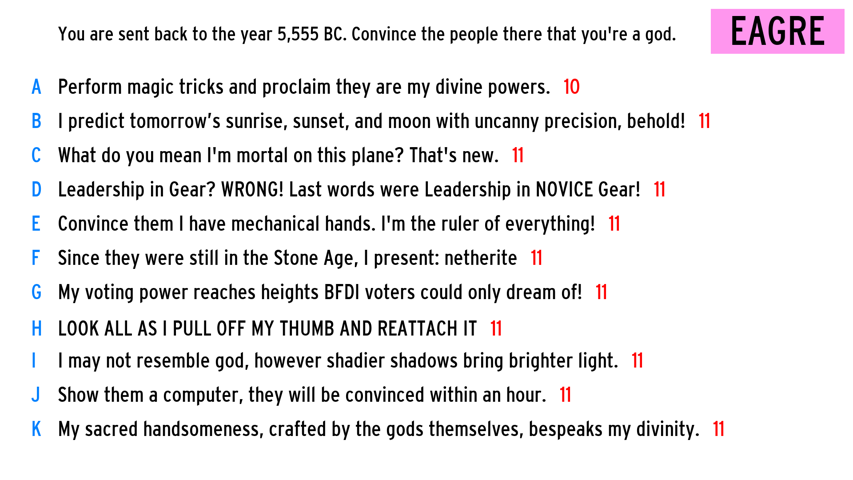 You are sent back to the year 5,555 BC. Convince the people there that you're a god.
EAGRE
A Perform magic tricks and proclaim they are my divine powers. 10
B I predict tomorrow’s sunrise, sunset, and moon with uncanny precision, behold! 11
C What do you mean I'm mortal on this plane? That's new. 11
D Leadership in Gear? WRONG! Last words were Leadership in NOVICE Gear! 11
E Convince them I have mechanical hands. I'm the ruler of everything! 11
F Since they were still in the Stone Age, I present: netherite 11
G My voting power reaches heights BFDI voters could only dream of! 11
H LOOK ALL AS I PULL OFF MY THUMB AND REATTACH IT 11
I I may not resemble god, however shadier shadows bring brighter light. 11
J Show them a computer, they will be convinced within an hour. 11
K My sacred handsomeness, crafted by the gods themselves, bespeaks my divinity. 11